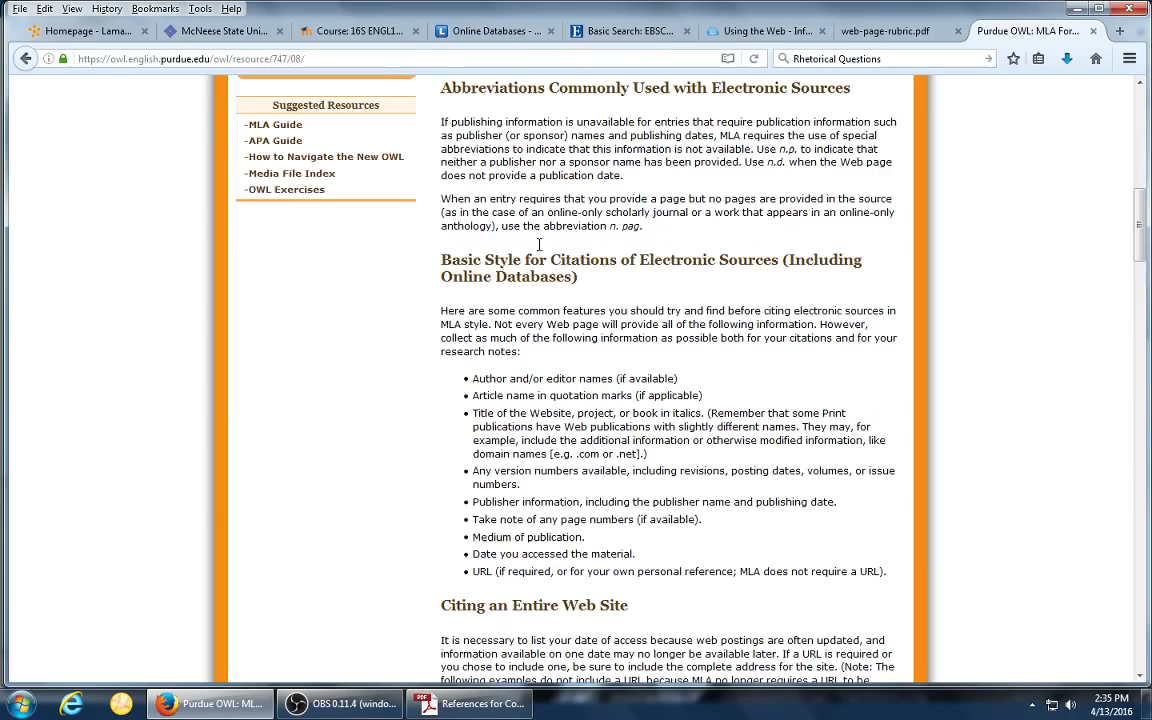 File Edit View History Bookmarks Tools Help
Homepage - Lama...
McNeese State Uni...
Course: 16S ENGL1...
Online Databases - ...
Basic Search: EBSC...
Using the Web - Inf...
web-page-rubric.pdf
Purdue OWL: MLA For...
https://owl.english.purdue.edu/owl/resource/747/08/
Rhetorical Questions
Suggested Resources
-MLA Guide
-APA Guide
-How to Navigate the New OWL
-Media File Index
-OWL Exercises
Abbreviations Commonly Used with Electronic Sources
If publishing information is unavailable for entries that require publication information such
as publisher (or sponsor) names and publishing dates, MLA requires the use of special
abbreviations to indicate that this information is not available. Use n.p. to indicate that
neither a publisher nor a sponsor name has been provided. Use n.d. when the Web page
does not provide a publication date.
When an entry requires that you provide a page but no pages are provided in the source
(as in the case of an online-only scholarly journal or a work that appears in an online-only
anthology), use the abbreviation n. pag.
Basic Style for Citations of Electronic Sources (Including
Online Databases)
Here are some common features you should try and find before citing electronic sources in
MLA style. Not every Web page will provide all of the following information. However,
collect as much of the following information as possible both for your citations and for your
research notes:
• Author and/or editor names (if available)
• Article name in quotation marks (if applicable)
• Title of the Website, project, or book in italics. (Remember that some Print
publications have Web publications with slightly different names. They may, for
example, include the additional information or otherwise modified information, like
domain names [e.g. .com or .net].)
• Any version numbers available, including revisions, posting dates, volumes, or issue
numbers.
• Publisher information, including the publisher name and publishing date.
• Take note of any page numbers (if available).
• Medium of publication.
• Date you accessed the material.
• URL (if required, or for your own personal reference; MLA does not require a URL).
Citing an Entire Web Site
It is necessary to list your date of access because web postings are often updated, and
information available on one date may no longer be available later. If a URL is required or
you chose to include one, be sure to include the complete address for the site. (Note: The
following examples do not include a URL because MLA no longer requires a URL to be
Purdue OWL: ML...
OBS 0.11.4 (windo...
References for Co...
2:35 PM
4/13/2016